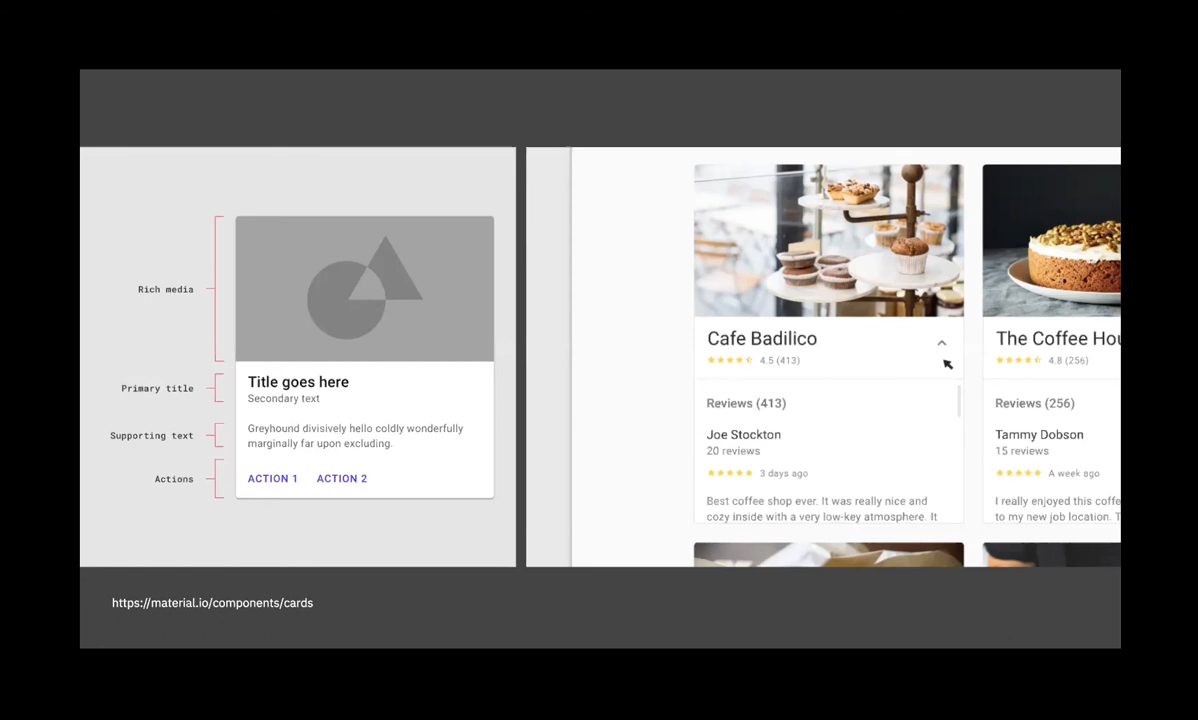 Rich media
Primary title
Supporting text
Actions
Title goes here
Secondary text
Greyhound divisively hello coldly wonderfully
marginally far upon excluding.
ACTION 1 ACTION 2
Cafe Badilico
4.5 (413)
Reviews (413)
Joe Stockton
20 reviews
3 days ago
Best coffee shop ever. It was really nice and
cozy inside with a very low-key atmosphere. It
The Coffee Hou
4.8 (256)
Reviews (256)
Tammy Dobson
15 reviews
A week ago
I really enjoyed this coffe
to my new job location. T
https://material.io/components/cards